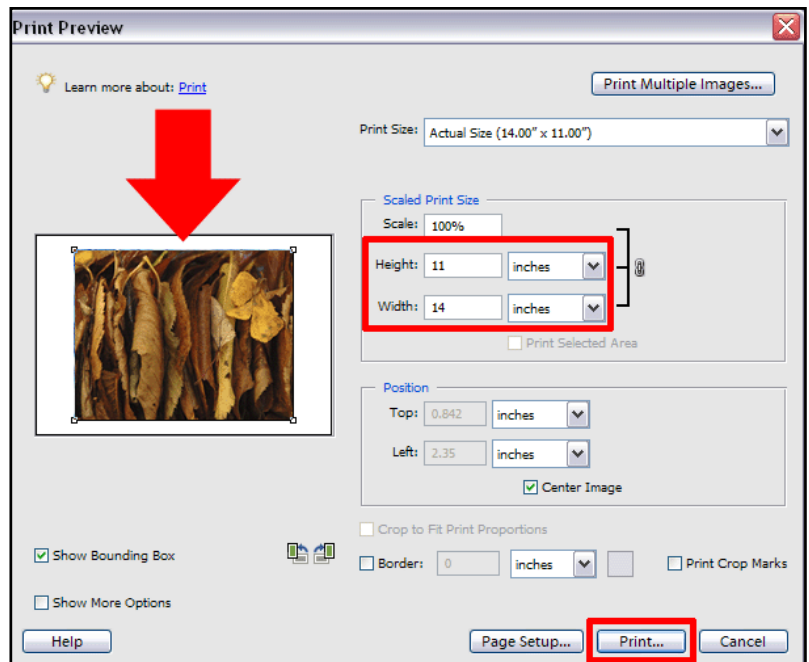 Print Preview
Learn more about: Print
Print Multiple Images...
Print Size: Actual Size (14.00" x 11.00")
Scaled Print Size
Scale: 100%
Height: 11 inches
Width: 14 inches
Print Selected Area
Position
Top: 0.842 inches
Left: 2.35 inches
Center Image
Crop to Fit Print Proportions
Show Bounding Box
Border: 0 inches
Print Crop Marks
Show More Options
Help
Page Setup...
Print...
Cancel